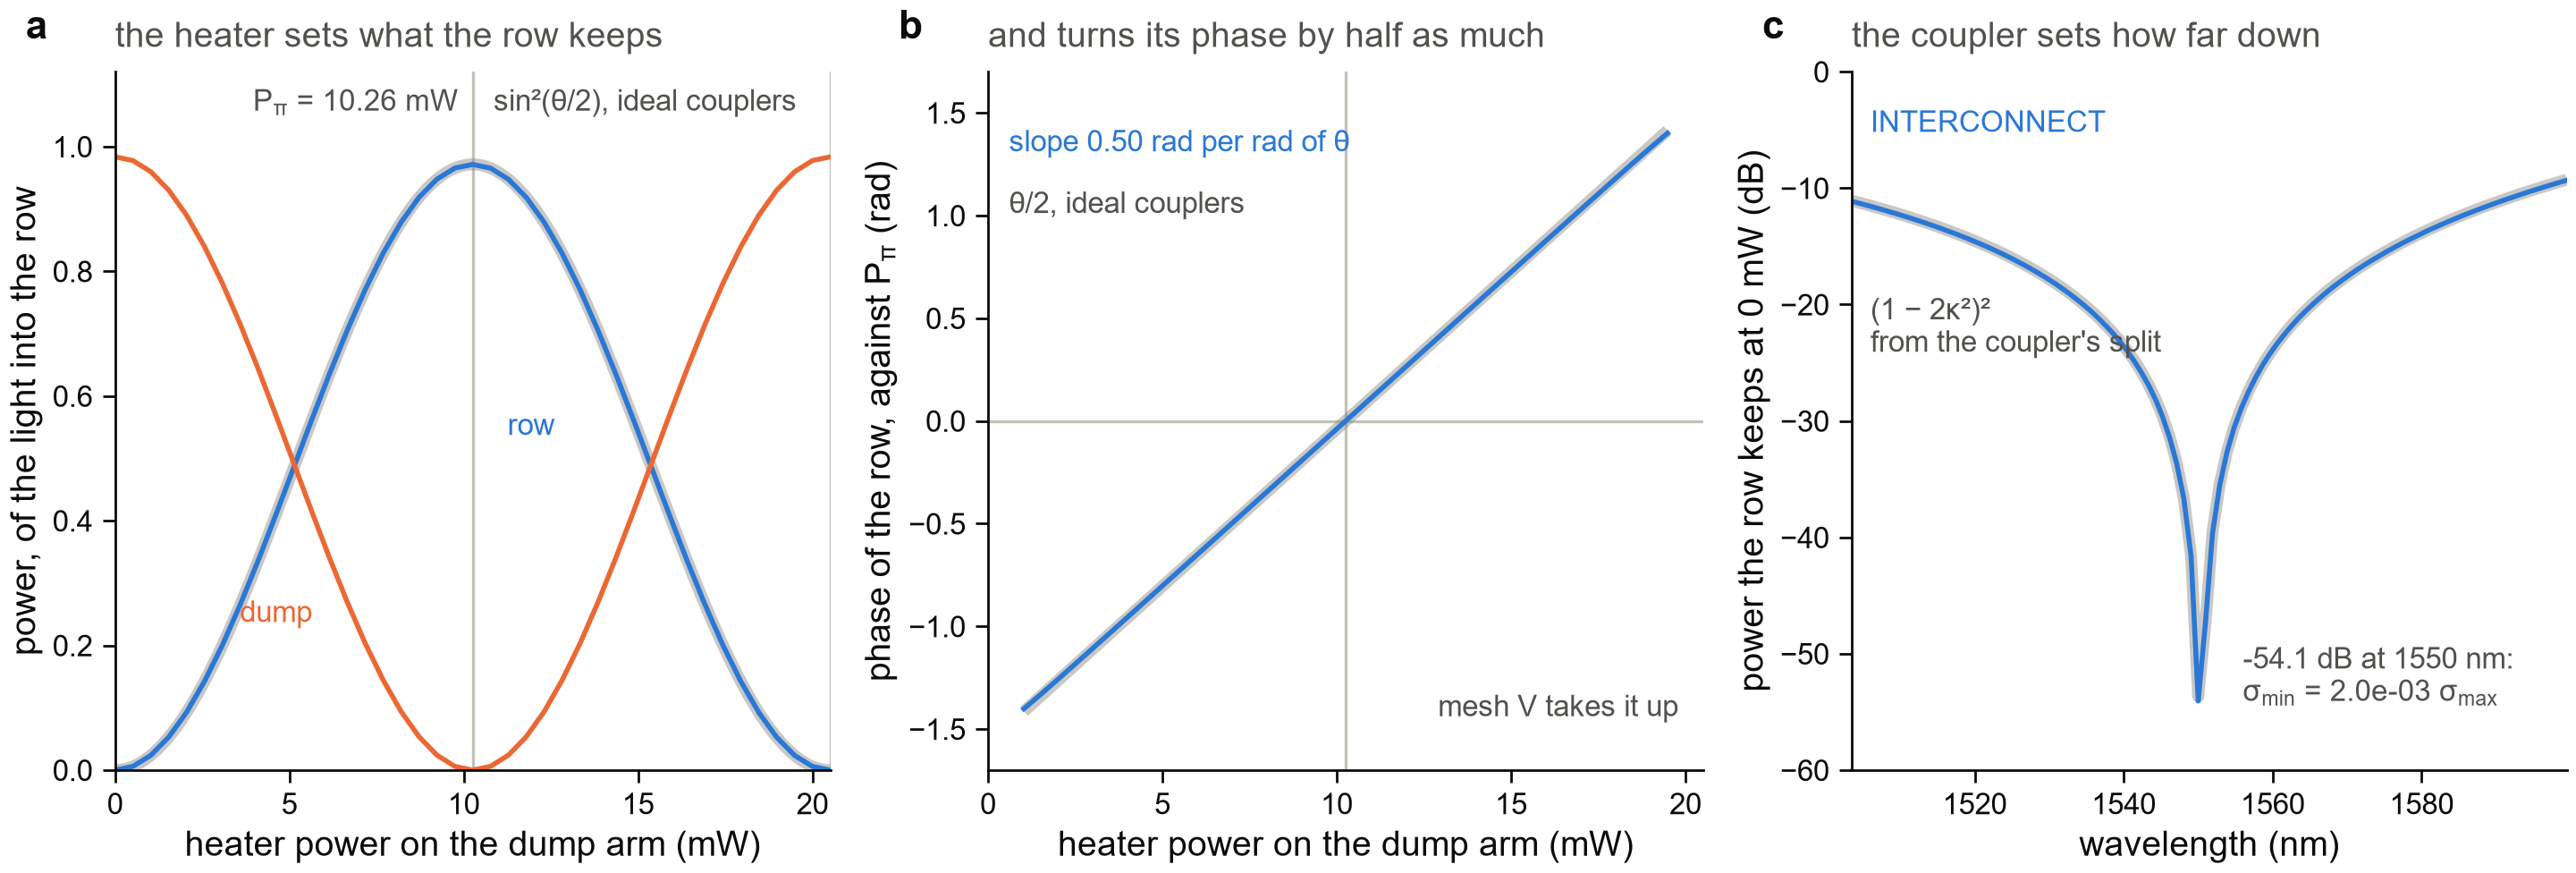 a
the heater sets what the row keeps
P_π = 10.26 mW
sin²(θ/2), ideal couplers
row
dump
power, of the light into the row
0.0
0.2
0.4
0.6
0.8
1.0
0
5
10
15
20
heater power on the dump arm (mW)
b
and turns its phase by half as much
slope 0.50 rad per rad of θ
θ/2, ideal couplers
mesh V takes it up
phase of the row, against P_π (rad)
1.5
1.0
0.5
0.0
−0.5
−1.0
−1.5
0
5
10
15
20
heater power on the dump arm (mW)
c
the coupler sets how far down
INTERCONNECT
(1 − 2κ²)²
from the coupler's split
-54.1 dB at 1550 nm:
σ_min = 2.0e-03 σ_max
power the row keeps at 0 mW (dB)
0
−10
−20
−30
−40
−50
−60
1520
1540
1560
1580
wavelength (nm)